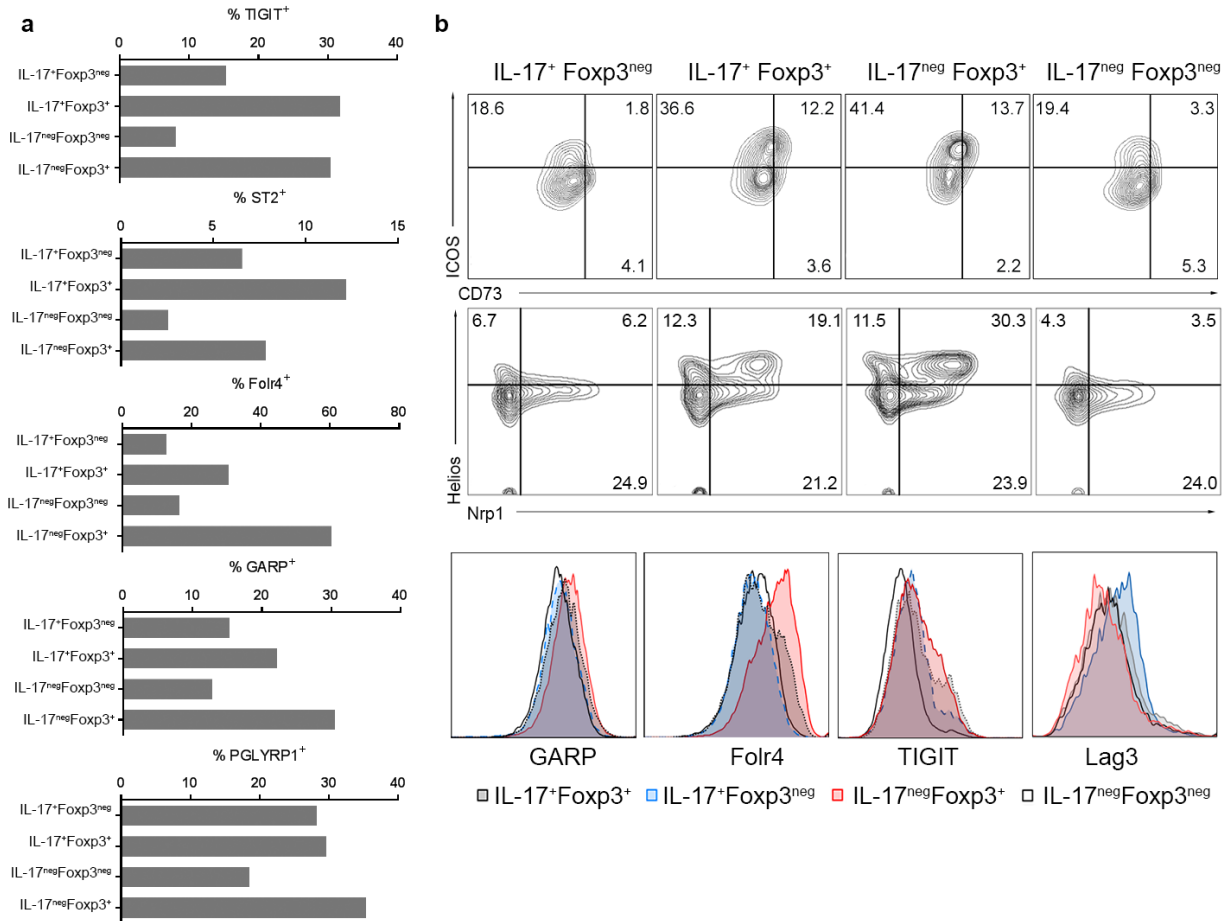 a
% TIGIT⁺
0 10 20 30 40
IL-17⁺Foxp3ⁿᵉᵍ
IL-17⁺Foxp3⁺
IL-17ⁿᵉᵍFoxp3ⁿᵉᵍ
IL-17ⁿᵉᵍFoxp3⁺
% ST2⁺
0 5 10 15
IL-17⁺Foxp3ⁿᵉᵍ
IL-17⁺Foxp3⁺
IL-17ⁿᵉᵍFoxp3ⁿᵉᵍ
IL-17ⁿᵉᵍFoxp3⁺
% Folr4⁺
0 20 40 60 80
IL-17⁺Foxp3ⁿᵉᵍ
IL-17⁺Foxp3⁺
IL-17ⁿᵉᵍFoxp3ⁿᵉᵍ
IL-17ⁿᵉᵍFoxp3⁺
% GARP⁺
0 10 20 30 40
IL-17⁺Foxp3ⁿᵉᵍ
IL-17⁺Foxp3⁺
IL-17ⁿᵉᵍFoxp3ⁿᵉᵍ
IL-17ⁿᵉᵍFoxp3⁺
% PGLYRP1⁺
0 10 20 30 40
IL-17⁺Foxp3ⁿᵉᵍ
IL-17⁺Foxp3⁺
IL-17ⁿᵉᵍFoxp3ⁿᵉᵍ
IL-17ⁿᵉᵍFoxp3⁺
b
IL-17⁺ Foxp3ⁿᵉᵍ IL-17⁺ Foxp3⁺ IL-17ⁿᵉᵍ Foxp3⁺ IL-17ⁿᵉᵍ Foxp3ⁿᵉᵍ
18.6 1.8 36.6 12.2 41.4 13.7 19.4 3.3
ICOS
4.1 3.6 2.2 5.3
CD73
6.7 6.2 12.3 19.1 11.5 30.3 4.3 3.5
Helios
24.9 21.2 23.9 24.0
Nrp1
GARP Folr4 TIGIT Lag3
IL-17⁺Foxp3⁺ IL-17⁺Foxp3ⁿᵉᵍ IL-17ⁿᵉᵍFoxp3⁺ IL-17ⁿᵉᵍFoxp3ⁿᵉᵍ